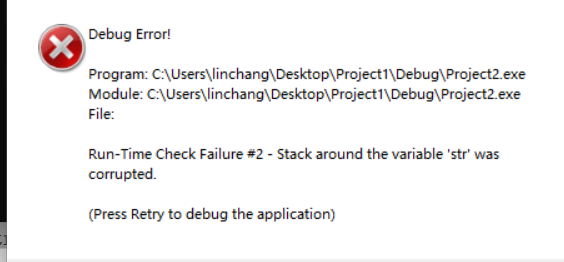 Debug Error!
Program: C:\Users\linchang\Desktop\Project1\Debug\Project2.exe
Module: C:\Users\linchang\Desktop\Project1\Debug\Project2.exe
File:
Run-Time Check Failure #2 - Stack around the variable 'str' was
corrupted.
(Press Retry to debug the application)